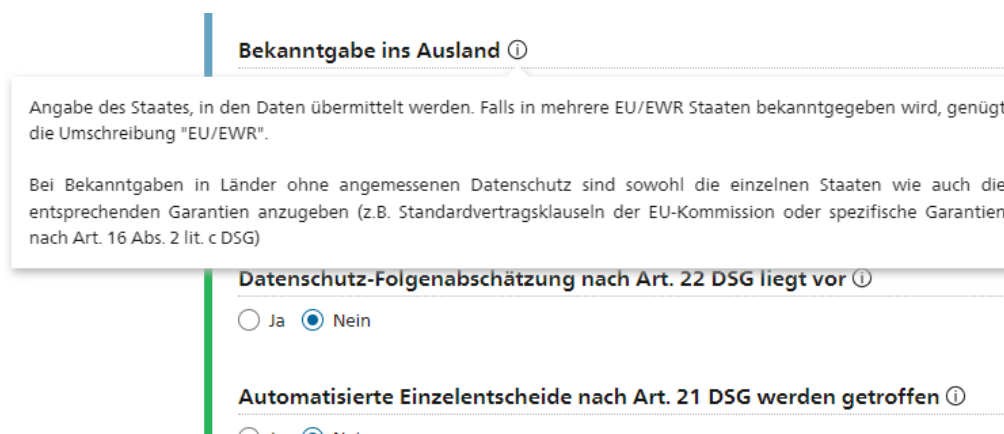 Bekanntgabe ins Ausland
Angabe des Staates, in den Daten übermittelt werden. Falls in mehrere EU/EWR Staaten bekanntgegeben wird, genügt
die Umschreibung "EU/EWR".
Bei Bekanntgaben in Länder ohne angemessenen Datenschutz sind sowohl die einzelnen Staaten wie auch die
entsprechenden Garantien anzugeben (z.B. Standardvertragsklauseln der EU-Kommission oder spezifische Garantien
nach Art. 16 Abs. 2 lit. c DSG)
Datenschutz-Folgenabschätzung nach Art. 22 DSG liegt vor
Ja Nein
Automatisierte Einzelentscheide nach Art. 21 DSG werden getroffen